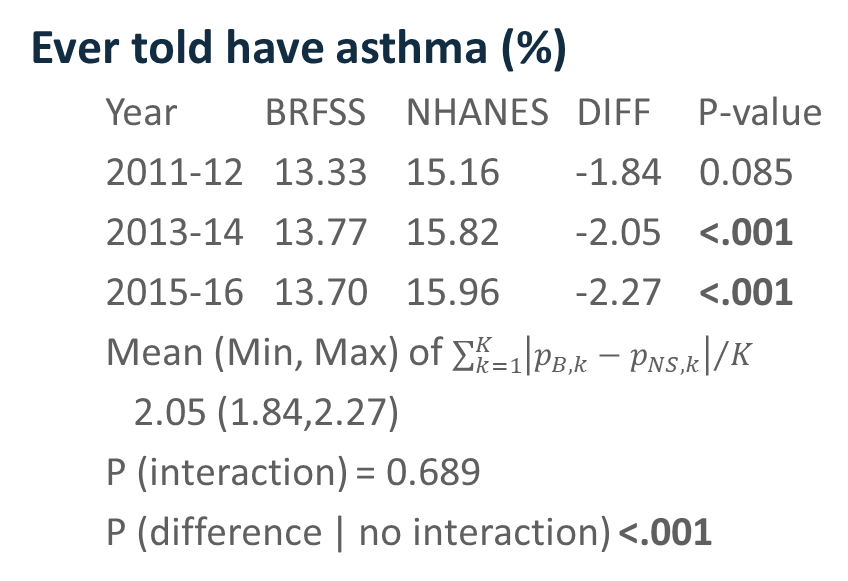 Ever told have asthma (%)
Year BRFSS NHANES DIFF P-value
2011-12 13.33 15.16 -1.84 0.085
2013-14 13.77 15.82 -2.05 <.001
2015-16 13.70 15.96 -2.27 <.001
Mean (Min, Max) of ∑ᴷₖ₌₁|p_{B,k} − p_{NS,k}|/K
2.05 (1.84,2.27)
P (interaction) = 0.689
P (difference | no interaction) <.001